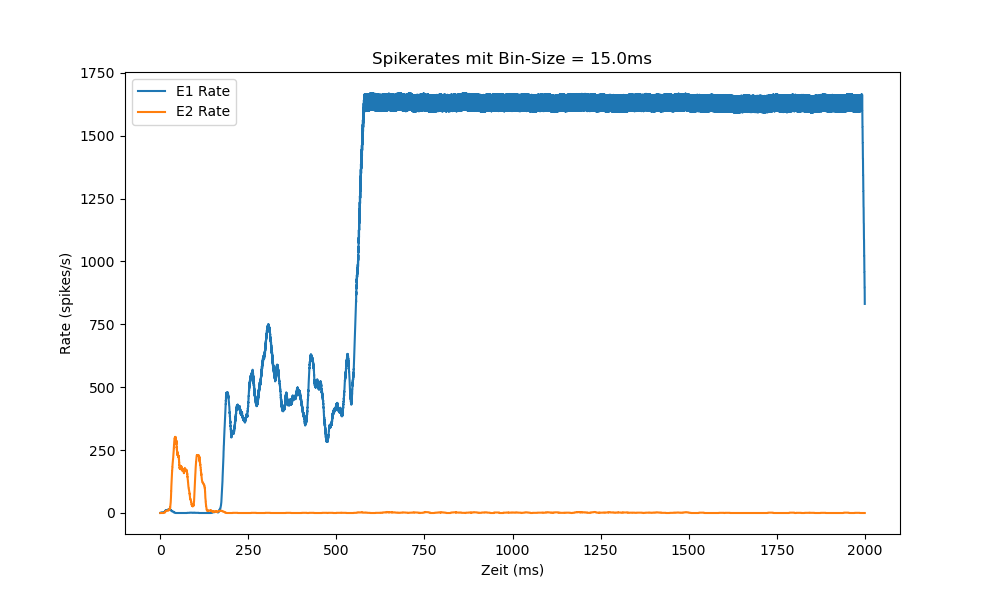 Spikerates mit Bin-Size = 15.0ms
E1 Rate
E2 Rate
1750
1500
1250
1000
750
500
250
0
Rate (spikes/s)
0 250 500 750 1000 1250 1500 1750 2000
Zeit (ms)